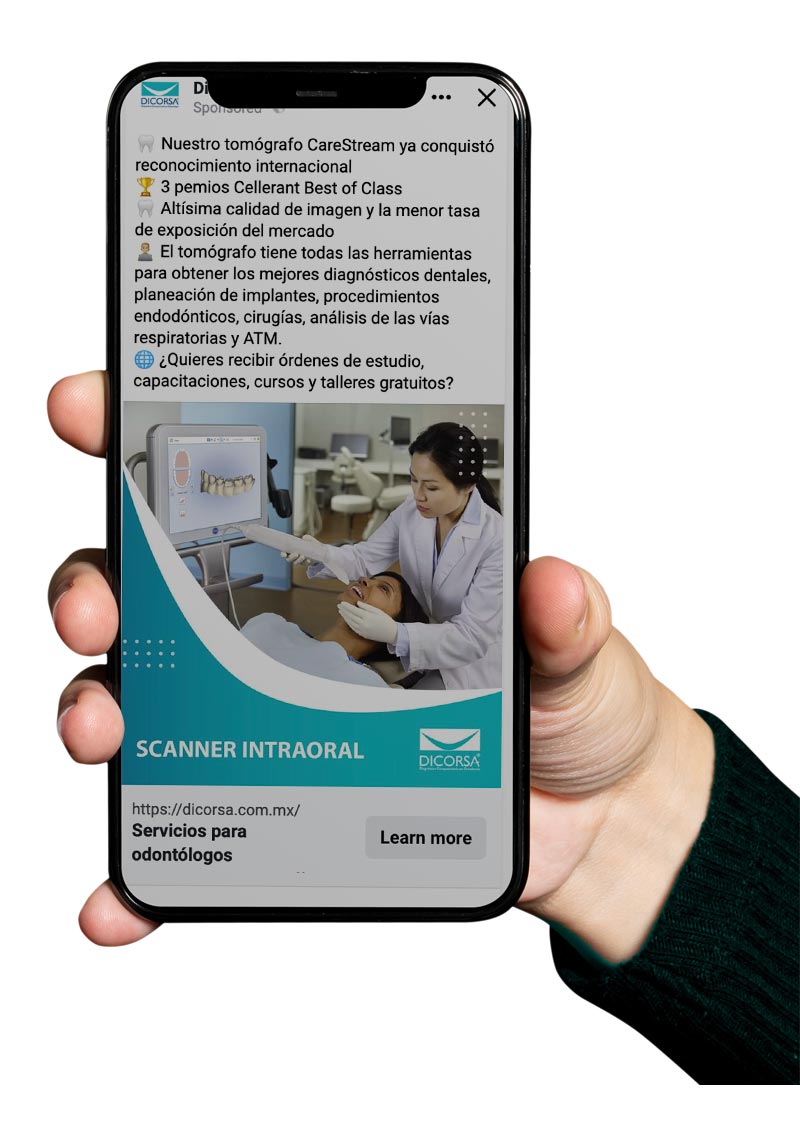 DICORSA
Di
Sponsored
🦷 Nuestro tomógrafo CareStream ya conquistó
reconocimiento internacional
🏆 3 pemios Cellerant Best of Class
🦷 Altísima calidad de imagen y la menor tasa
de exposición del mercado
👨🏼‍⚕️ El tomógrafo tiene todas las herramientas
para obtener los mejores diagnósticos dentales,
planeación de implantes, procedimientos
endodónticos, cirugías, análisis de las vías
respiratorias y ATM.
🌐 ¿Quieres recibir órdenes de estudio,
capacitaciones, cursos y talleres gratuitos?
SCANNER INTRAORAL
DICORSA
https://dicorsa.com.mx/
Servicios para
odontólogos
Learn more